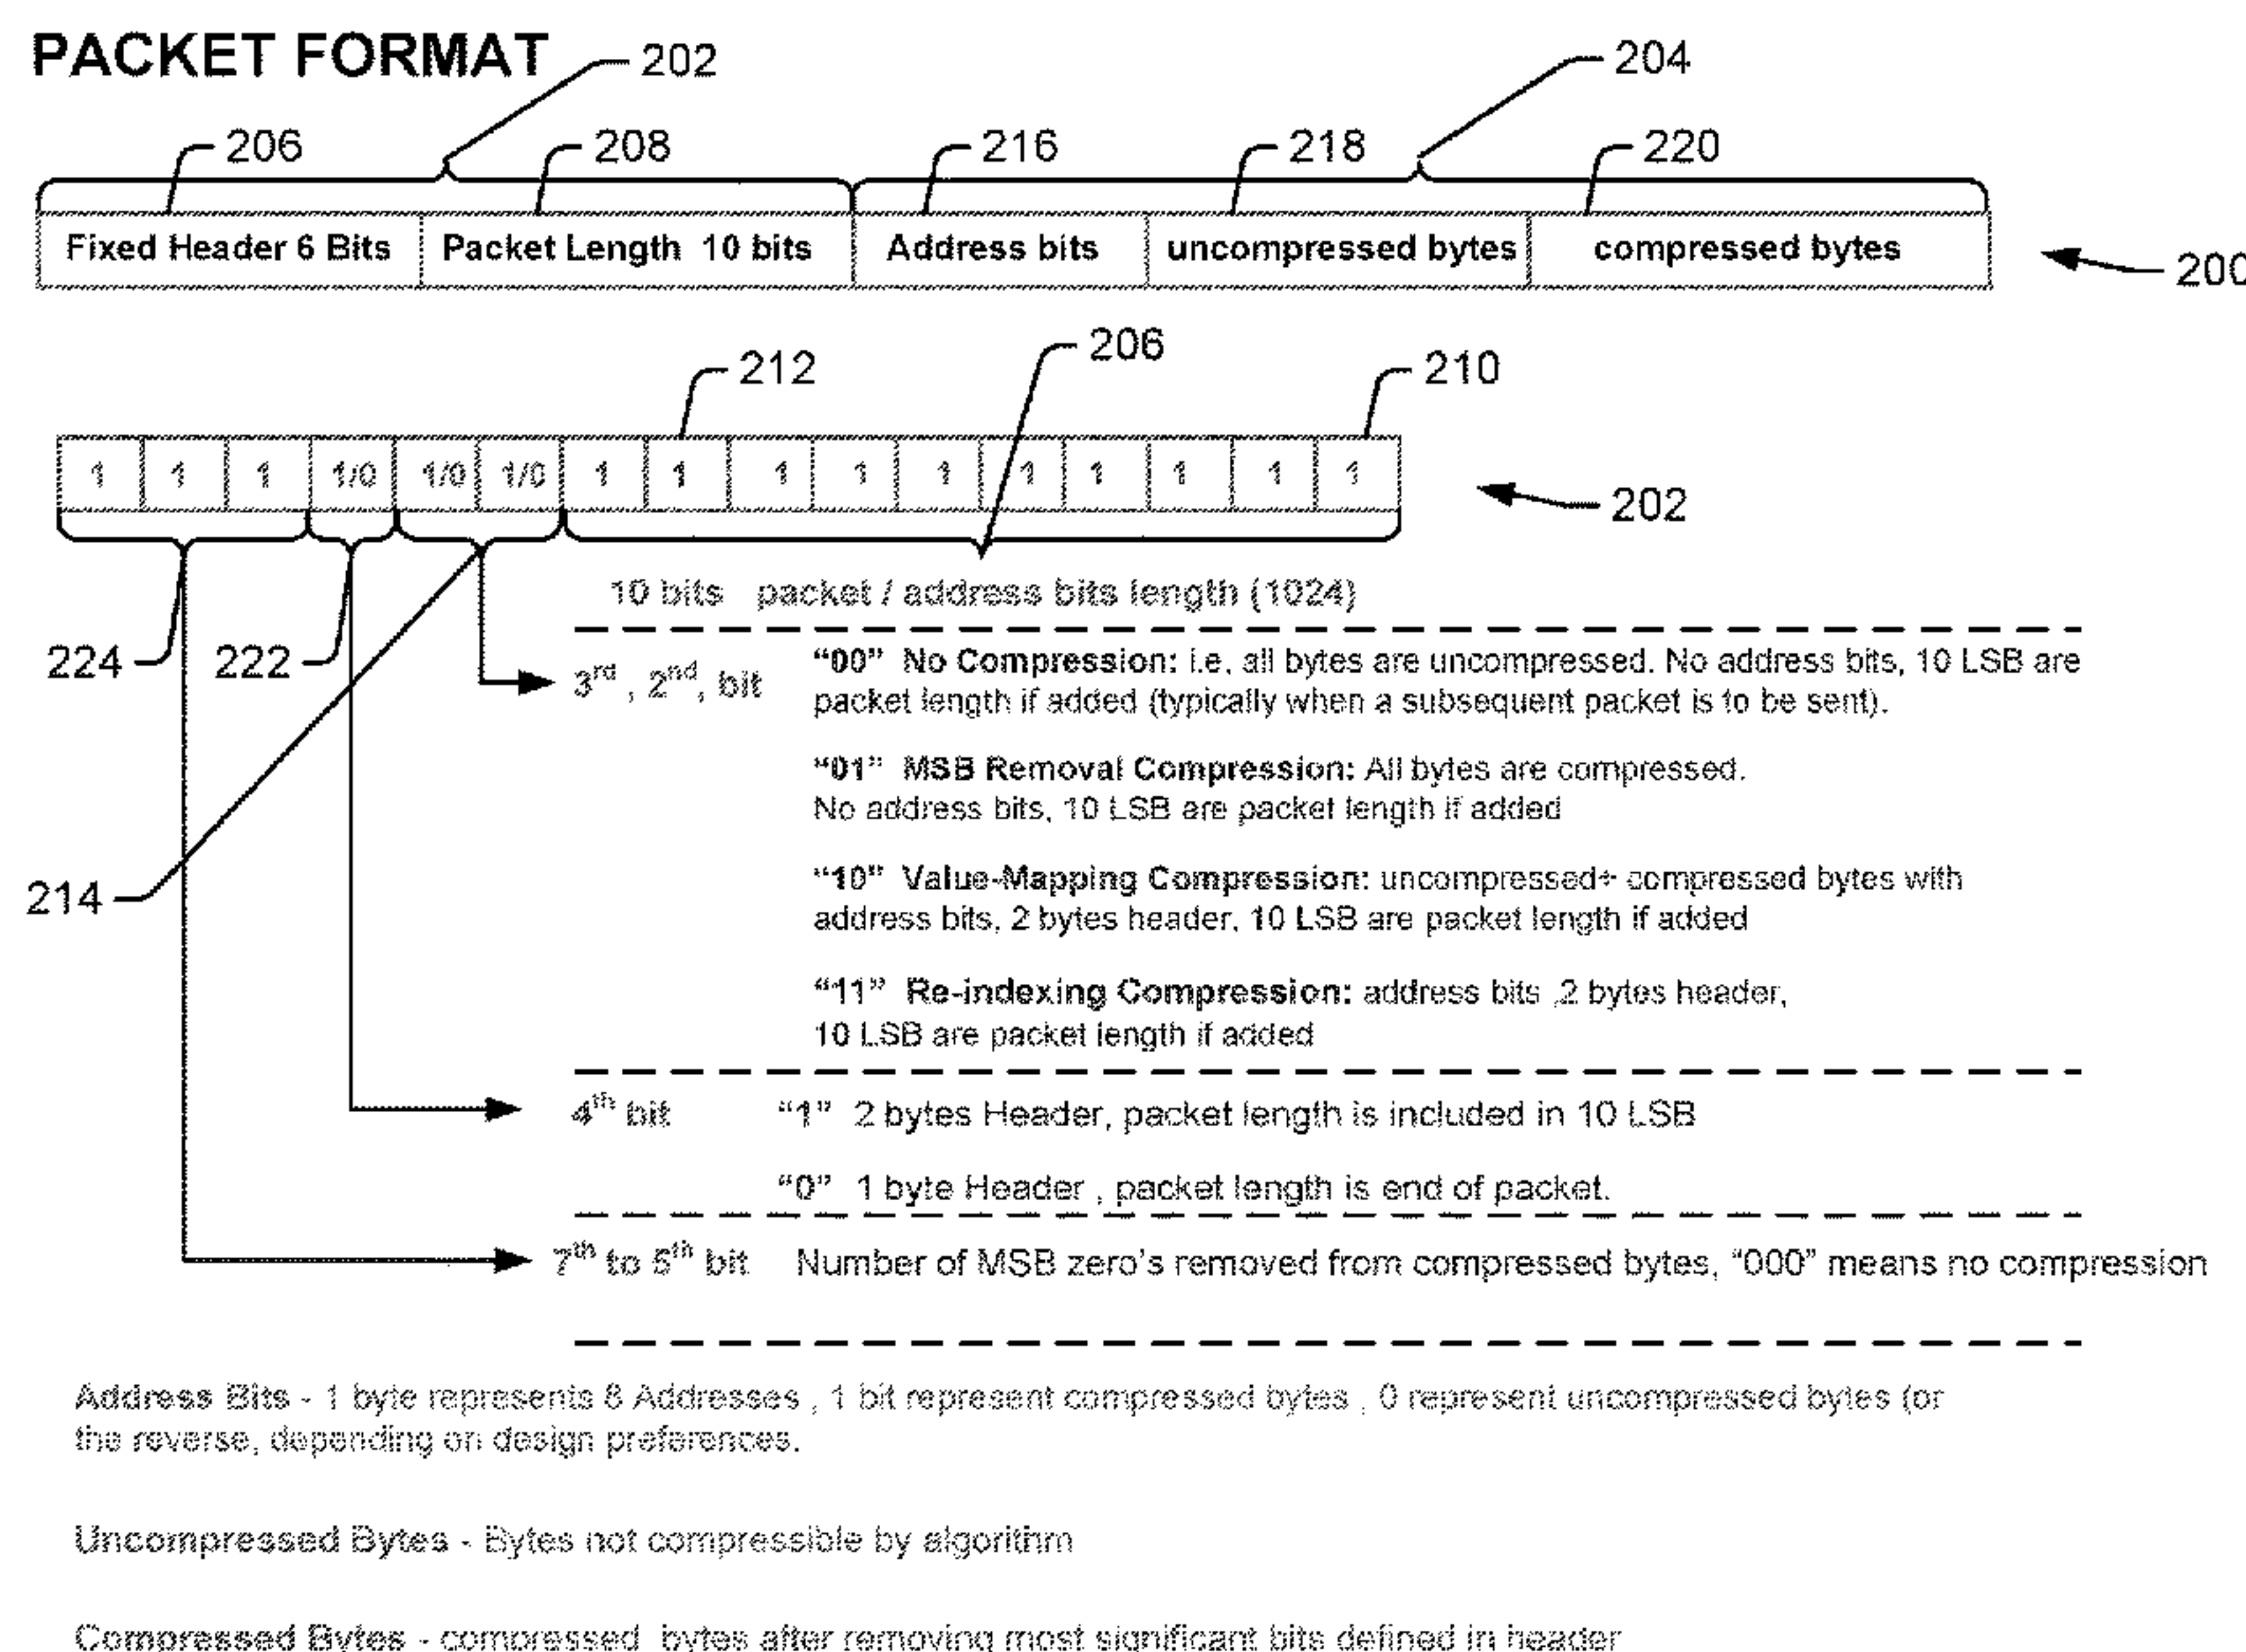 PACKET FORMAT
202
204
206
208
216
218
220
Fixed Header 6 Bits
Packet Length 10 bits
Address bits
uncompressed bytes
compressed bytes
200
212
206
210
1 1 1 1/0 1/0 1/0 1 1 1 1 1 1 1 1 1 1
202
10 bits packet / address bits length (1024)
224
222
214
3rd , 2nd, bit
"00" No Compression: i.e, all bytes are uncompressed. No address bits, 10 LSB are
packet length if added (typically when a subsequent packet is to be sent).
"01" MSB Removal Compression: All bytes are compressed.
No address bits, 10 LSB are packet length if added
"10" Value-Mapping Compression: uncompressed+ compressed bytes with
address bits, 2 bytes header, 10 LSB are packet length if added
"11" Re-indexing Compression: address bits ,2 bytes header,
10 LSB are packet length if added
4th bit
"1" 2 bytes Header, packet length is included in 10 LSB
"0" 1 byte Header , packet length is end of packet.
7th to 5th bit
Number of MSB zero's removed from compressed bytes, "000" means no compression
Address Bits - 1 byte represents 8 Addresses , 1 bit represent compressed bytes , 0 represent uncompressed bytes (or
the reverse, depending on design preferences.
Uncompressed Bytes - Bytes not compressible by algorithm
Compressed Bytes - compressed bytes after removing most significant bits defined in header